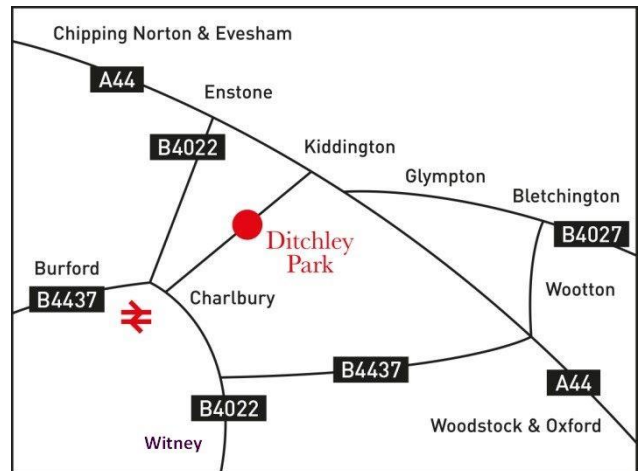 Chipping Norton & Evesham
A44
Enstone
B4022
Kiddington
Glympton
Bletchington
B4027
Ditchley
Park
Burford
B4437
Charlbury
Wootton
B4437
A44
B4022
Woodstock & Oxford
Witney